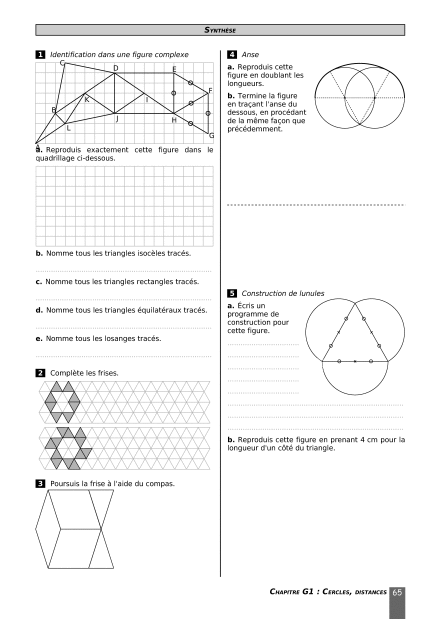 SYNTHÈSE
1 Identification dans une figure complexe
C
D
E
F
K
I
B
L
J
H
G
A
a. Reproduis exactement cette figure dans le
quadrillage ci-dessous.
b. Nomme tous les triangles isocèles tracés.
c. Nomme tous les triangles rectangles tracés.
d. Nomme tous les triangles équilatéraux tracés.
e. Nomme tous les losanges tracés.
2 Complète les frises.
3 Poursuis la frise à l'aide du compas.
4 Anse
a. Reproduis cette
figure en doublant les
longueurs.
b. Termine la figure
en traçant l'anse du
dessous, en procédant
de la même façon que
précédemment.
5 Construction de lunules
a. Écris un
programme de
construction pour
cette figure.
b. Reproduis cette figure en prenant 4 cm pour la
longueur d'un côté du triangle.
CHAPITRE G1 : CERCLES, DISTANCES 65